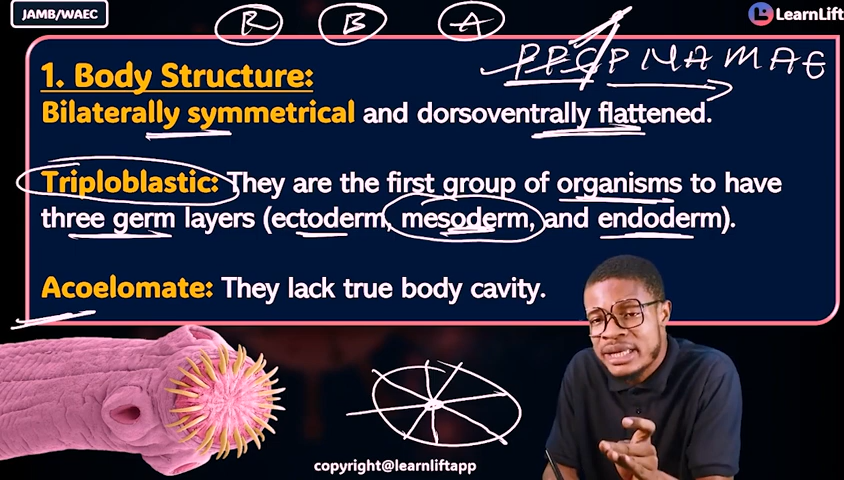 JAMB/WAEC
R B A
LearnLift
1. Body Structure:
Bilaterally symmetrical and dorsoventrally flattened.
Triploblastic: They are the first group of organisms to have
three germ layers (ectoderm, mesoderm, and endoderm).
Acoelomate: They lack true body cavity.
copyright@learnliftapp